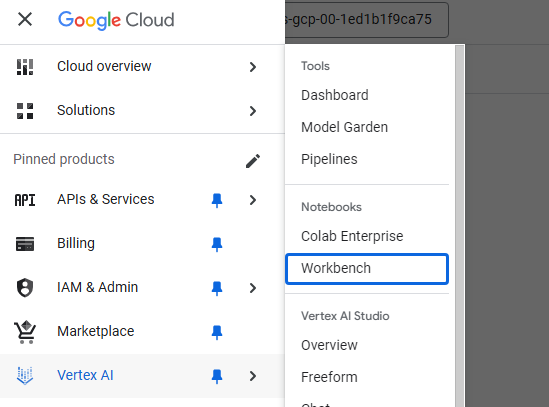 Google Cloud
s-gcp-00-1ed1b1f9ca75
Cloud overview
Solutions
Pinned products
API APIs & Services
Billing
IAM & Admin
Marketplace
Vertex AI
Tools
Dashboard
Model Garden
Pipelines
Notebooks
Colab Enterprise
Workbench
Vertex AI Studio
Overview
Freeform
Chat